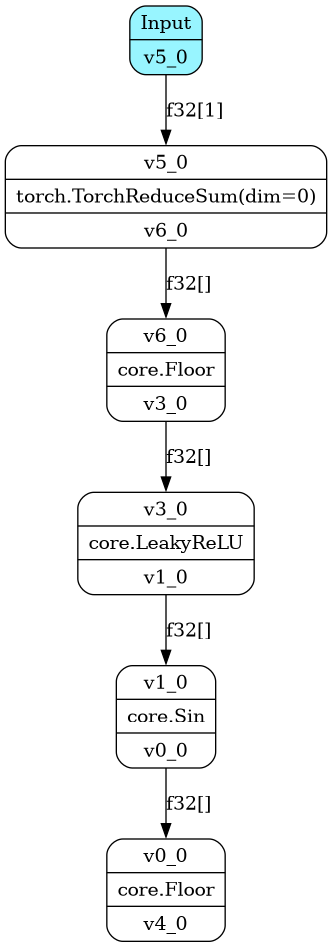 Input
v5_0
f32[1]
v5_0
torch.TorchReduceSum(dim=0)
v6_0
f32[]
v6_0
core.Floor
v3_0
f32[]
v3_0
core.LeakyReLU
v1_0
f32[]
v1_0
core.Sin
v0_0
f32[]
v0_0
core.Floor
v4_0